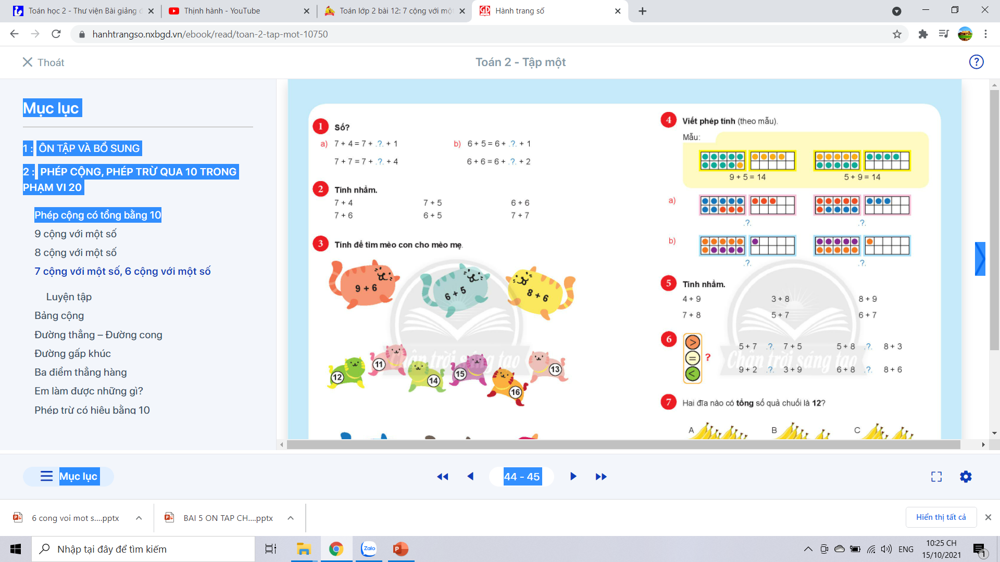 Toán học 2 - Thư viện Bài giảng
Thịnh hành - YouTube
Toán lớp 2 bài 12: 7 cộng với một
Hành trang số
hanhtrangso.nxbgd.vn/ebook/read/toan-2-tap-mot-10750
Thoát
Toán 2 - Tập một
?
Mục lục
1 : ÔN TẬP VÀ BỔ SUNG
2 : PHÉP CỘNG, PHÉP TRỪ QUA 10 TRONG
PHẠM VI 20
Phép cộng có tổng bằng 10
9 cộng với một số
8 cộng với một số
7 cộng với một số, 6 cộng với một số
Luyện tập
Bảng cộng
Đường thẳng – Đường cong
Đường gấp khúc
Ba điểm thẳng hàng
Em làm được những gì?
Phép trừ có hiệu bằng 10
1 Số?
a) 7 + 4 = 7 + .?. + 1
b) 6 + 5 = 6 + .?. + 1
7 + 7 = 7 + .?. + 4
6 + 6 = 6 + .?. + 2
2 Tính nhẩm.
7 + 4 7 + 5 6 + 6
7 + 6 6 + 5 7 + 7
3 Tính để tìm mèo con cho mèo mẹ.
9 + 6 6 + 5 8 + 6
Chân trời sáng tạo
12 11 14 15 16 13
4 Viết phép tính (theo mẫu).
Mẫu:
9 + 5 = 14 5 + 9 = 14
a)
.?. .?.
b)
.?. .?.
5 Tính nhẩm.
4 + 9 3 + 8 8 + 9
7 + 8 5 + 7 6 + 7
6 > = < ?
5 + 7 .?. 7 + 5 5 + 8 .?. 8 + 3
9 + 2 .?. 3 + 9 6 + 8 .?. 8 + 6
Chân trời sáng tạo
7 Hai đĩa nào có tổng số quả chuối là 12?
A B C
Mục lục
44 - 45
6 cong voi mot s....pptx
BAI 5 ON TAP CH....pptx
Hiển thị tất cả
Nhập tại đây để tìm kiếm
Zalo
ENG
10:25 CH
15/10/2021
1